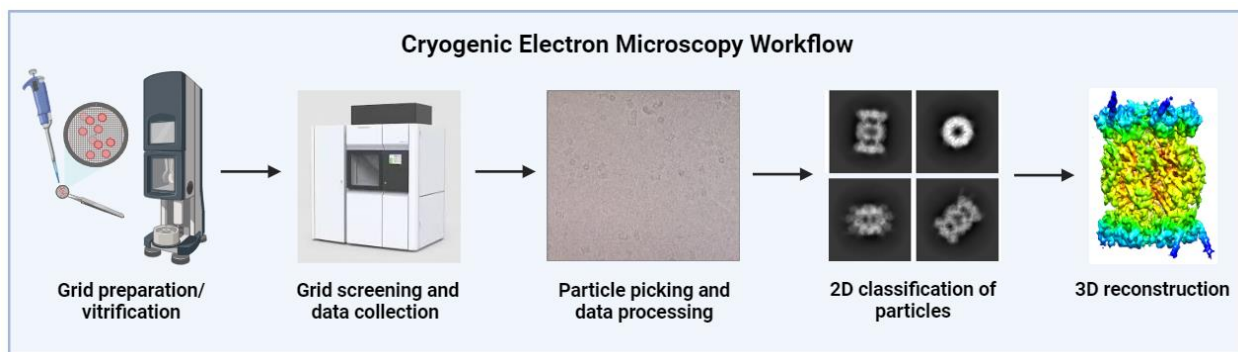 Cryogenic Electron Microscopy Workflow
Grid preparation/
vitrification
Grid screening and
data collection
Particle picking and
data processing
2D classification of
particles
3D reconstruction